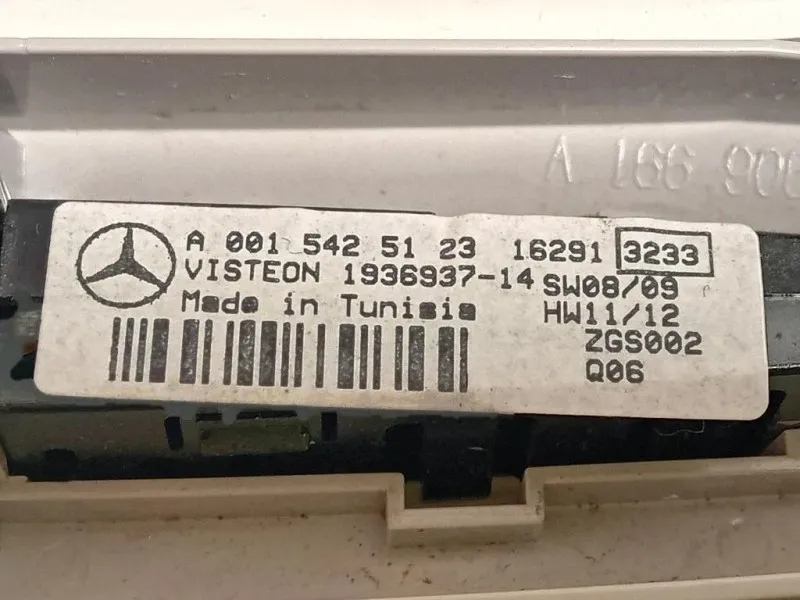 A 166 906
A 001 542 51 23 16291 3233
VISTEON 1936937-14 SW08/09
Made in Tunisia HW11/12
ZGS002
Q06